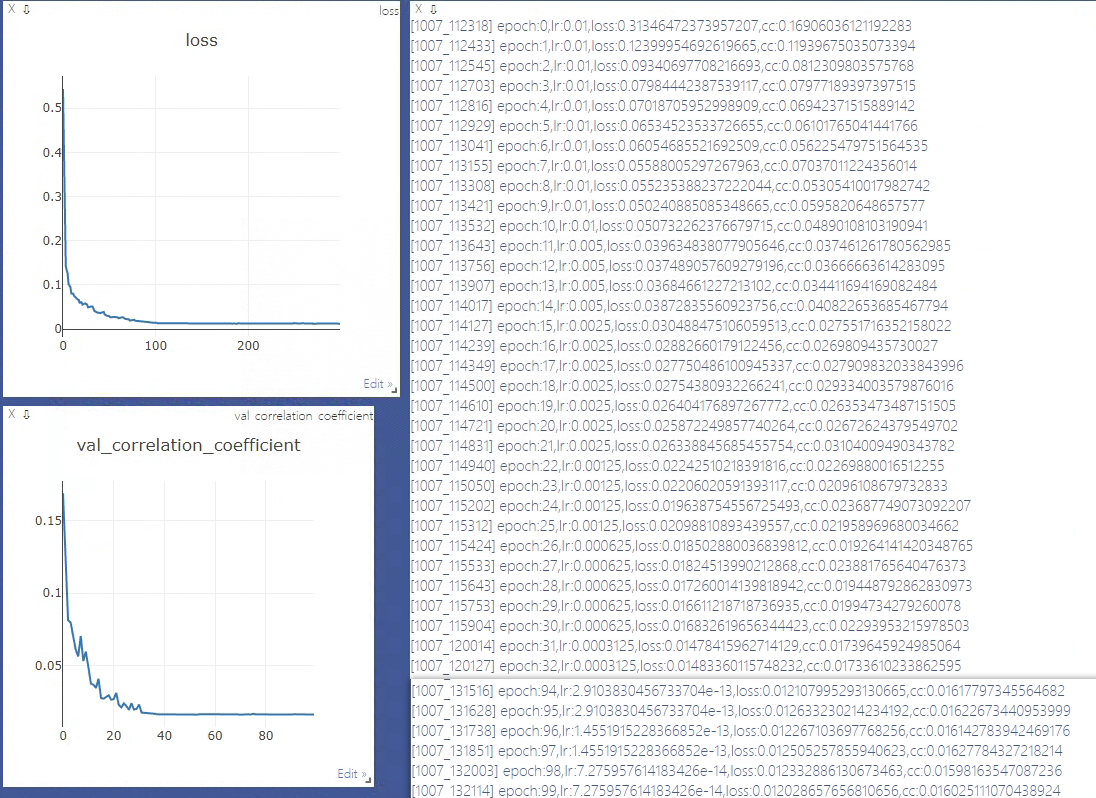 X ⇩ loss
loss
0.5
0.4
0.3
0.2
0.1
0
0 100 200
Edit »
X ⇩ val correlation coefficient
val_correlation_coefficient
0.15
0.1
0.05
0 20 40 60 80
Edit »
X ⇩
[1007_112318] epoch:0,lr:0.01,loss:0.31346472373957207,cc:0.16906036121192283
[1007_112433] epoch:1,lr:0.01,loss:0.12399954692619665,cc:0.11939675035073394
[1007_112545] epoch:2,lr:0.01,loss:0.09340697708216693,cc:0.0812309803575768
[1007_112703] epoch:3,lr:0.01,loss:0.07984442387539117,cc:0.07977189397397515
[1007_112816] epoch:4,lr:0.01,loss:0.07018705952998909,cc:0.06942371515889142
[1007_112929] epoch:5,lr:0.01,loss:0.06534523533726655,cc:0.06101765041441766
[1007_113041] epoch:6,lr:0.01,loss:0.06054685521692509,cc:0.056225479751564535
[1007_113155] epoch:7,lr:0.01,loss:0.05588005297267963,cc:0.07037011224356014
[1007_113308] epoch:8,lr:0.01,loss:0.055235388237222044,cc:0.05305410017982742
[1007_113421] epoch:9,lr:0.01,loss:0.050240885085348665,cc:0.0595820648657577
[1007_113532] epoch:10,lr:0.01,loss:0.050732262376679715,cc:0.04890108103190941
[1007_113643] epoch:11,lr:0.005,loss:0.039634838077905646,cc:0.037461261780562985
[1007_113756] epoch:12,lr:0.005,loss:0.037489057609279196,cc:0.03666663614283095
[1007_113907] epoch:13,lr:0.005,loss:0.03684661227213102,cc:0.034411694169082484
[1007_114017] epoch:14,lr:0.005,loss:0.03872835560923756,cc:0.040822653685467794
[1007_114127] epoch:15,lr:0.0025,loss:0.030488475106059513,cc:0.027551716352158022
[1007_114239] epoch:16,lr:0.0025,loss:0.02882660179122456,cc:0.0269809435730027
[1007_114349] epoch:17,lr:0.0025,loss:0.027750486100945337,cc:0.027909832033843996
[1007_114500] epoch:18,lr:0.0025,loss:0.02754380932266241,cc:0.029334003579876016
[1007_114610] epoch:19,lr:0.0025,loss:0.026404176897267772,cc:0.026353473487151505
[1007_114721] epoch:20,lr:0.0025,loss:0.025872249857740264,cc:0.02672624379549702
[1007_114831] epoch:21,lr:0.0025,loss:0.026338845685455754,cc:0.03104009490343782
[1007_114940] epoch:22,lr:0.00125,loss:0.02242510218391816,cc:0.02269880016512255
[1007_115050] epoch:23,lr:0.00125,loss:0.02206020591393117,cc:0.02096108679732833
[1007_115202] epoch:24,lr:0.00125,loss:0.019638754556725493,cc:0.023687749073092207
[1007_115312] epoch:25,lr:0.00125,loss:0.02098810893439557,cc:0.021958969680034662
[1007_115424] epoch:26,lr:0.000625,loss:0.018502880036839812,cc:0.019264141420348765
[1007_115533] epoch:27,lr:0.000625,loss:0.01824513990212868,cc:0.023881765640476373
[1007_115643] epoch:28,lr:0.000625,loss:0.017260014139818942,cc:0.019448792862830973
[1007_115753] epoch:29,lr:0.000625,loss:0.016611218718736935,cc:0.01994734279260078
[1007_115904] epoch:30,lr:0.000625,loss:0.016832619656344423,cc:0.02293953215978503
[1007_120014] epoch:31,lr:0.0003125,loss:0.01478415962714129,cc:0.01739645924985064
[1007_120127] epoch:32,lr:0.0003125,loss:0.01483360115748232,cc:0.01733610233862595
[1007_131516] epoch:94,lr:2.9103830456733704e-13,loss:0.012107995293130665,cc:0.01617797345564682
[1007_131628] epoch:95,lr:2.9103830456733704e-13,loss:0.012633230214234192,cc:0.01622673440953999
[1007_131738] epoch:96,lr:1.4551915228366852e-13,loss:0.012267103697768256,cc:0.016142783942469176
[1007_131851] epoch:97,lr:1.4551915228366852e-13,loss:0.012505257855940623,cc:0.01627784327218214
[1007_132003] epoch:98,lr:7.275957614183426e-14,loss:0.012332886130673463,cc:0.01598163547087236
[1007_132114] epoch:99,lr:7.275957614183426e-14,loss:0.012028657656810656,cc:0.016025111070438924